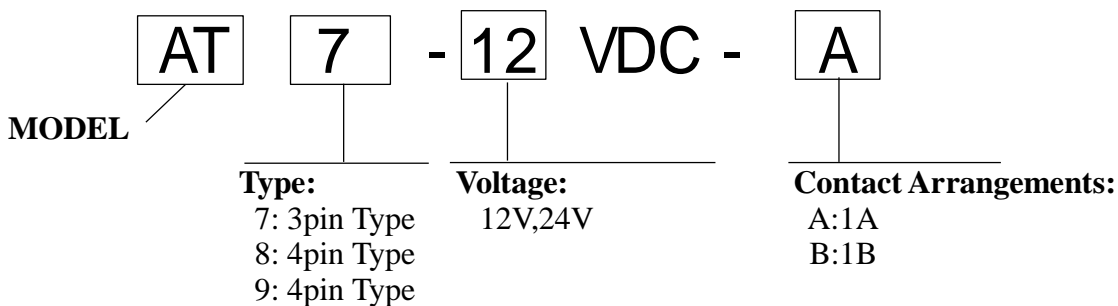 AT 7 - 12 VDC - A
MODEL
Type: Voltage: Contact Arrangements:
7: 3pin Type 12V,24V A:1A
8: 4pin Type B:1B
9: 4pin Type